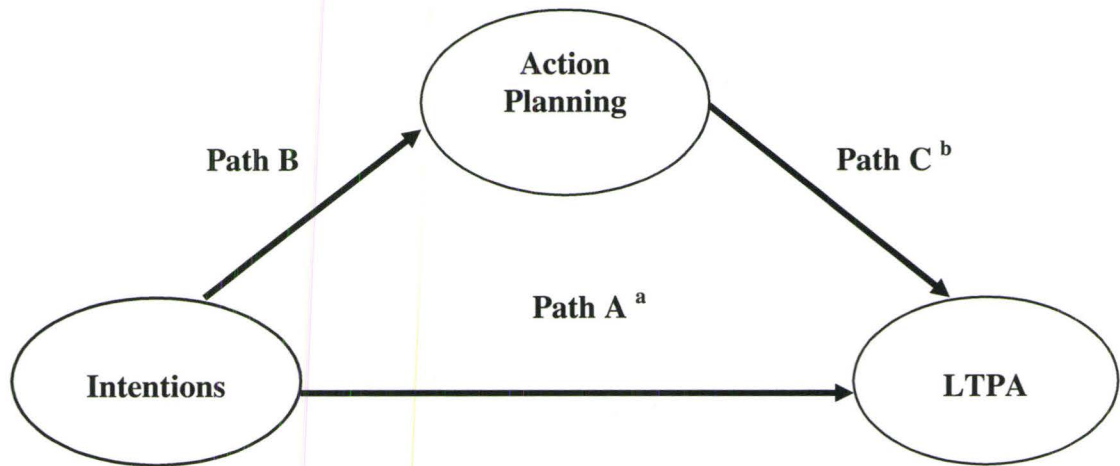 Action
Planning
Path B
Path C b
Path A a
Intentions
LTPA